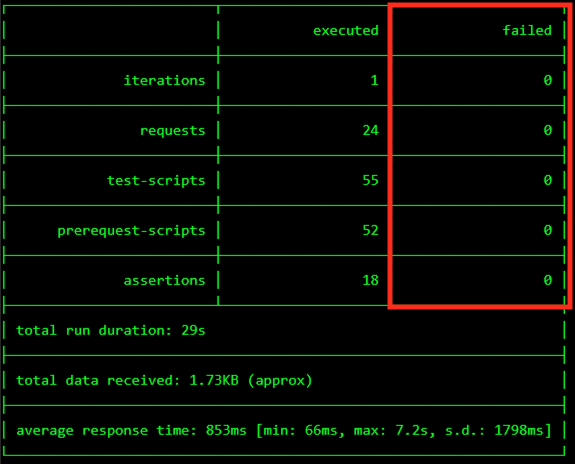 executed failed
iterations 1 0
requests 24 0
test-scripts 55 0
prerequest-scripts 52 0
assertions 18 0
total run duration: 29s
total data received: 1.73KB (approx)
average response time: 853ms [min: 66ms, max: 7.2s, s.d.: 1798ms]